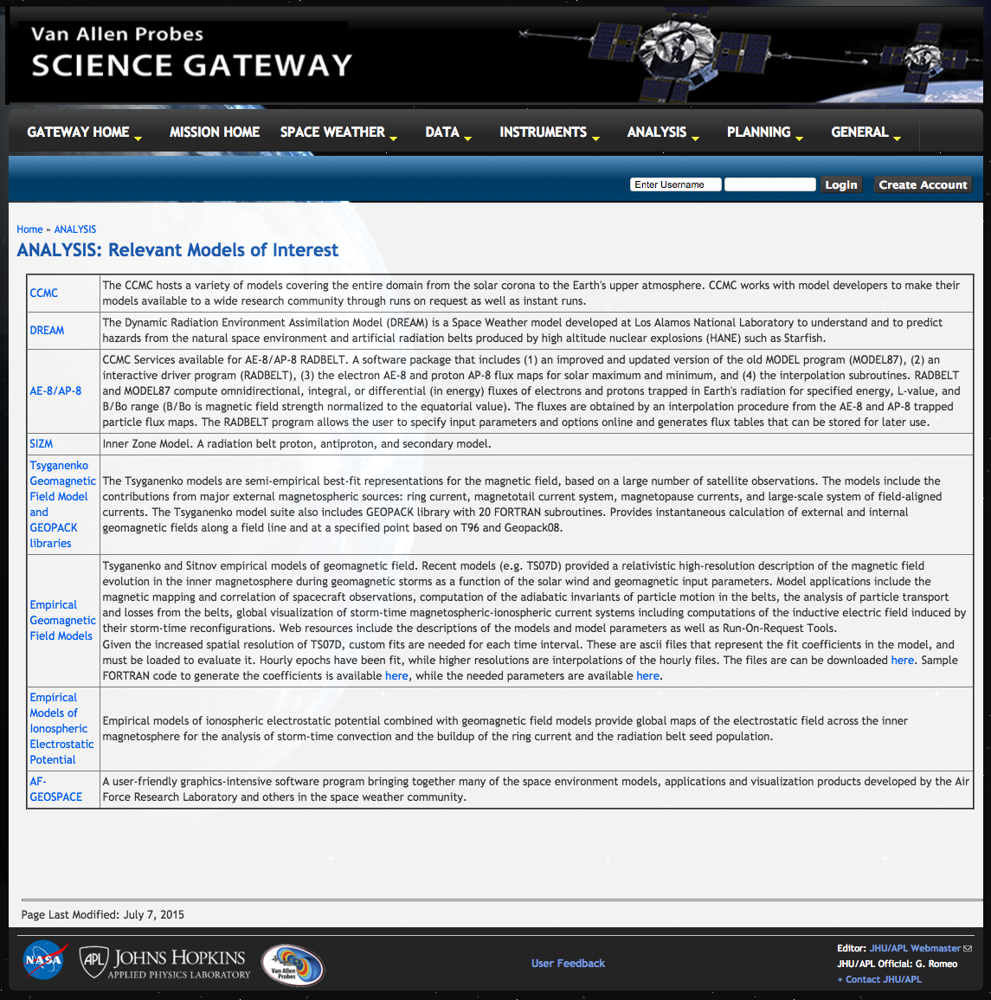 Van Allen Probes
SCIENCE GATEWAY
GATEWAY HOME MISSION HOME SPACE WEATHER DATA INSTRUMENTS ANALYSIS PLANNING GENERAL
Enter Username Login Create Account
Home » ANALYSIS
ANALYSIS: Relevant Models of Interest
CCMC
The CCMC hosts a variety of models covering the entire domain from the solar corona to the Earth's upper atmosphere. CCMC works with model developers to make their
models available to a wide research community through runs on request as well as instant runs.
DREAM
The Dynamic Radiation Environment Assimilation Model (DREAM) is a Space Weather model developed at Los Alamos National Laboratory to understand and to predict
hazards from the natural space environment and artificial radiation belts produced by high altitude nuclear explosions (HANE) such as Starfish.
AE-8/AP-8
CCMC Services available for AE-8/AP-8 RADBELT. A software package that includes (1) an improved and updated version of the old MODEL program (MODEL87), (2) an
interactive driver program (RADBELT), (3) the electron AE-8 and proton AP-8 flux maps for solar maximum and minimum, and (4) the interpolation subroutines. RADBELT
and MODEL87 compute omnidirectional, integral, or differential (in energy) fluxes of electrons and protons trapped in Earth's radiation for specified energy, L-value, and
B/Bo range (B/Bo is magnetic field strength normalized to the equatorial value). The fluxes are obtained by an interpolation procedure from the AE-8 and AP-8 trapped
particle flux maps. The RADBELT program allows the user to specify input parameters and options online and generates flux tables that can be stored for later use.
SIZM
Inner Zone Model. A radiation belt proton, antiproton, and secondary model.
Tsyganenko
Geomagnetic
Field Model
and
GEOPACK
libraries
The Tsyganenko models are semi-empirical best-fit representations for the magnetic field, based on a large number of satellite observations. The models include the
contributions from major external magnetospheric sources: ring current, magnetotail current system, magnetopause currents, and large-scale system of field-aligned
currents. The Tsyganenko model suite also includes GEOPACK library with 20 FORTRAN subroutines. Provides instantaneous calculation of external and internal
geomagnetic fields along a field line and at a specified point based on T96 and Geopack08.
Empirical
Geomagnetic
Field Models
Tsyganenko and Sitnov empirical models of geomagnetic field. Recent models (e.g. TS07D) provided a relativistic high-resolution description of the magnetic field
evolution in the inner magnetosphere during geomagnetic storms as a function of the solar wind and geomagnetic input parameters. Model applications include the
magnetic mapping and correlation of spacecraft observations, computation of the adiabatic invariants of particle motion in the belts, the analysis of particle transport
and losses from the belts, global visualization of storm-time magnetospheric-ionospheric current systems including computations of the inductive electric field induced by
their storm-time reconfigurations. Web resources include the descriptions of the models and model parameters as well as Run-On-Request Tools.
Given the increased spatial resolution of TS07D, custom fits are needed for each time interval. These are ascii files that represent the fit coefficients in the model, and
must be loaded to evaluate it. Hourly epochs have been fit, while higher resolutions are interpolations of the hourly files. The files are can be downloaded here. Sample
FORTRAN code to generate the coefficients is available here, while the needed parameters are available here.
Empirical
Models of
Ionospheric
Electrostatic
Potential
Empirical models of ionospheric electrostatic potential combined with geomagnetic field models provide global maps of the electrostatic field across the inner
magnetosphere for the analysis of storm-time convection and the buildup of the ring current and the radiation belt seed population.
AF-
GEOSPACE
A user-friendly graphics-intensive software program bringing together many of the space environment models, applications and visualization products developed by the Air
Force Research Laboratory and others in the space weather community.
Page Last Modified: July 7, 2015
NASA
APL JOHNS HOPKINS
APPLIED PHYSICS LABORATORY
Van Allen
Probes
User Feedback
Editor: JHU/APL Webmaster
JHU/APL Official: G. Romeo
+ Contact JHU/APL